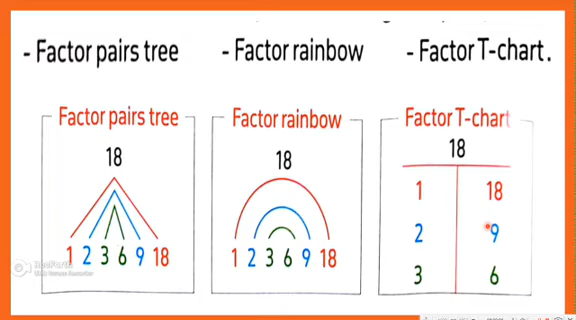 - Factor pairs tree
- Factor rainbow
- Factor T-chart.
Factor pairs tree
18
1 2 3 6 9 18
Factor rainbow
18
1 2 3 6 9 18
Factor T-chart
18
1 18
2 9
3 6